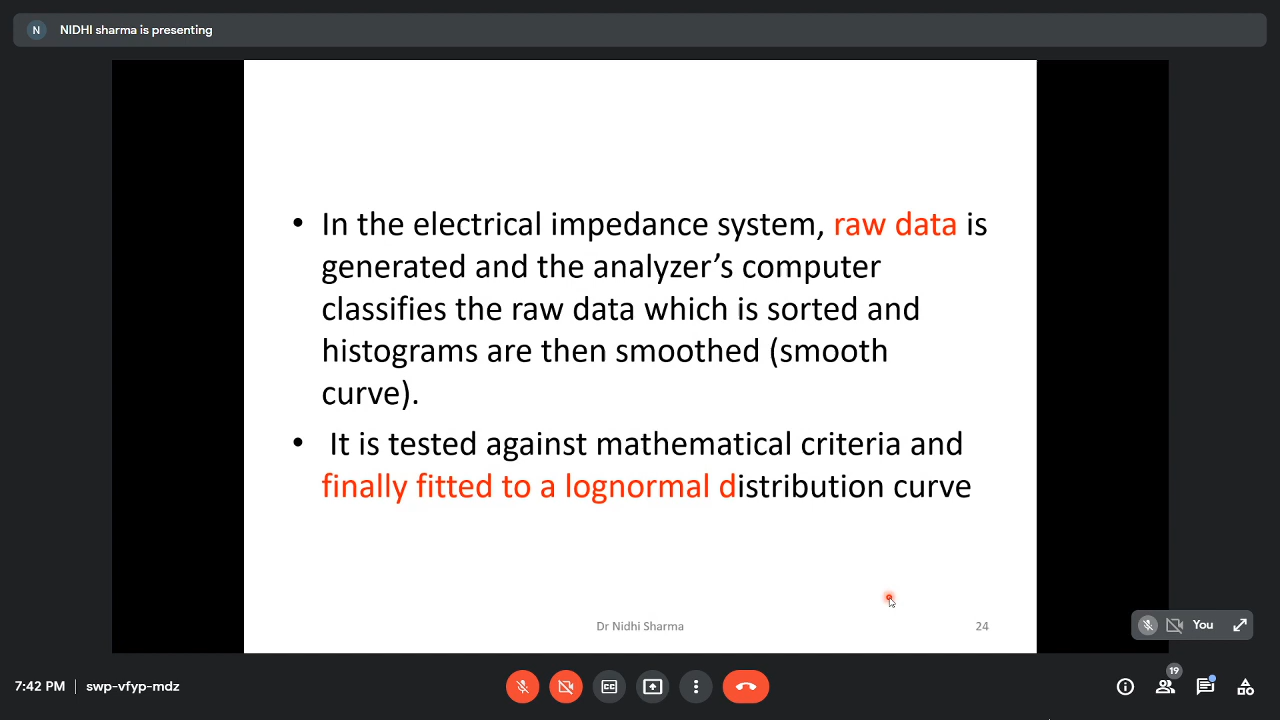 N NIDHI sharma is presenting
• In the electrical impedance system, raw data is
generated and the analyzer’s computer
classifies the raw data which is sorted and
histograms are then smoothed (smooth
curve).
• It is tested against mathematical criteria and
finally fitted to a lognormal distribution curve
Dr Nidhi Sharma 24
You
7:42 PM | swp-vfyp-mdz
CC
19